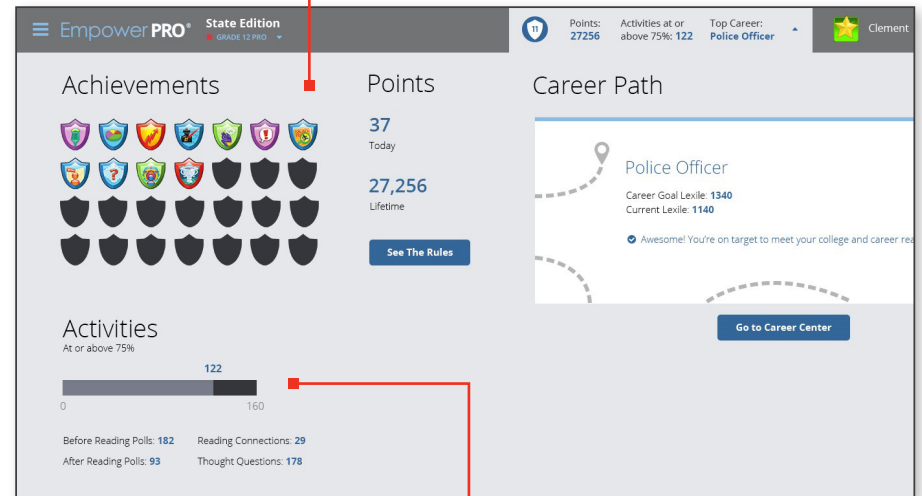 Empower PRO®
State Edition
GRADE 12 PRO
11
Points:
27256
Activities at or
above 75%: 122
Top Career:
Police Officer
Clement
Achievements
Points
37
Today
27,256
Lifetime
See The Rules
Career Path
Police Officer
Career Goal Lexile: 1340
Current Lexile: 1140
Awesome! You're on target to meet your college and career rea
Go to Career Center
Activities
At or above 75%
122
0 160
Before Reading Polls: 182 Reading Connections: 29
After Reading Polls: 93 Thought Questions: 178